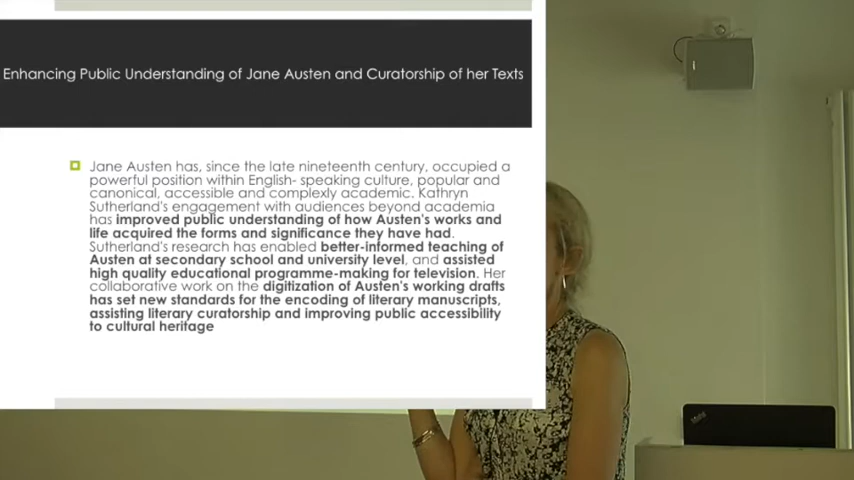 Enhancing Public Understanding of Jane Austen and Curatorship of her Texts
Jane Austen has, since the late nineteenth century, occupied a
powerful position within English- speaking culture, popular and
canonical, accessible and complexly academic. Kathryn
Sutherland's engagement with audiences beyond academia
has improved public understanding of how Austen's works and
life acquired the forms and significance they have had.
Sutherland's research has enabled better-informed teaching of
Austen at secondary school and university level, and assisted
high quality educational programme-making for television. Her
collaborative work on the digitization of Austen's working drafts
has set new standards for the encoding of literary manuscripts,
assisting literary curatorship and improving public accessibility
to cultural heritage